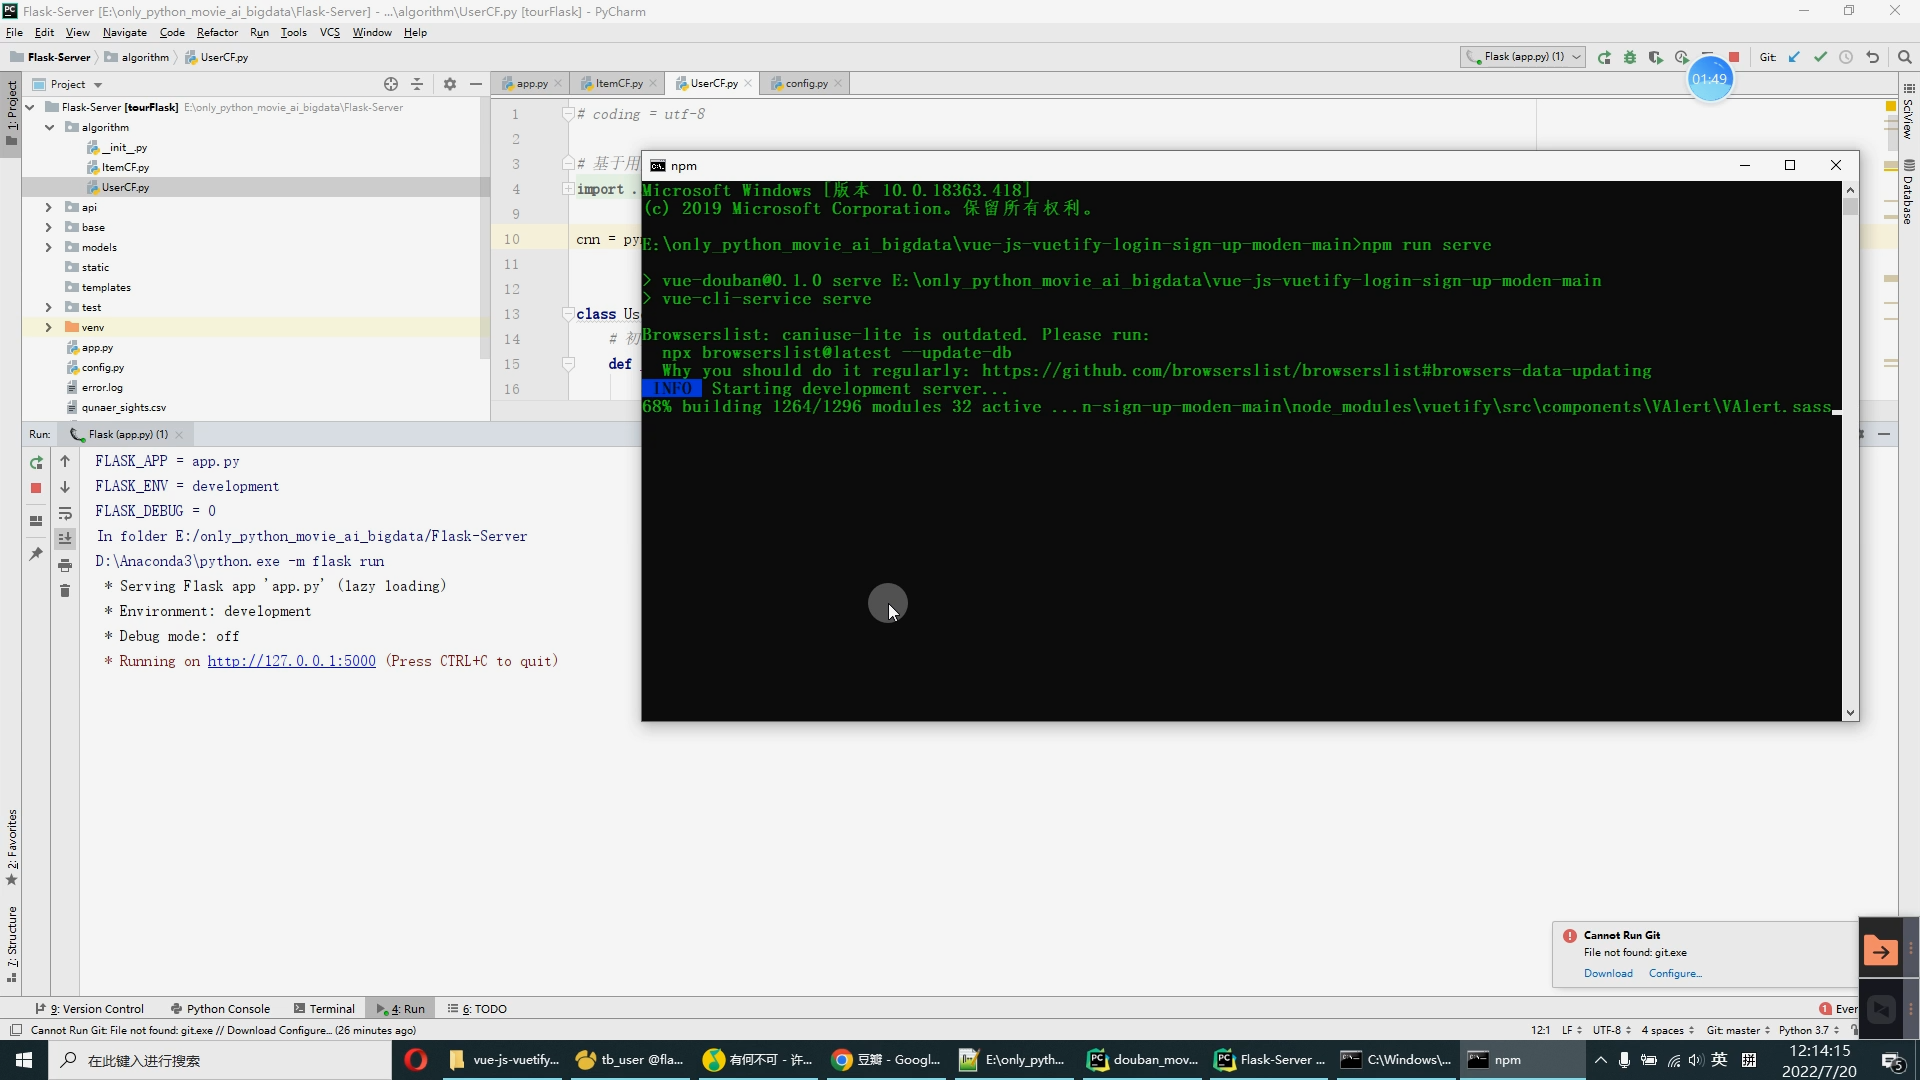 Flask-Server [E:\only_python_movie_ai_bigdata\Flask-Server] - ...\algorithm\UserCF.py [tourFlask] - PyCharm
File Edit View Navigate Code Refactor Run Tools VCS Window Help
Flask-Server algorithm UserCF.py
Flask (app.py) (1) Git:
01:49
Project
app.py ItemCF.py UserCF.py config.py
1: Project
Flask-Server [tourFlask] E:\only_python_movie_ai_bigdata\Flask-Server
algorithm
__init__.py
ItemCF.py
UserCF.py
api
base
models
static
templates
test
venv
app.py
config.py
error.log
qunaer_sights.csv
1 # coding = utf-8
2
3 # 基于用
4 import .
9
10 cnn = py
11
12
13 class Us
14 # 初
15 def
16
SciView
Database
npm
Microsoft Windows [版本 10.0.18363.418]
(c) 2019 Microsoft Corporation。保留所有权利。
E:\only_python_movie_ai_bigdata\vue-js-vuetify-login-sign-up-moden-main>npm run serve
> vue-douban@0.1.0 serve E:\only_python_movie_ai_bigdata\vue-js-vuetify-login-sign-up-moden-main
> vue-cli-service serve
Browserslist: caniuse-lite is outdated. Please run:
npx browserslist@latest --update-db
Why you should do it regularly: https://github.com/browserslist/browserslist#browsers-data-updating
INFO Starting development server...
68% building 1264/1296 modules 32 active ...n-sign-up-moden-main\node_modules\vuetify\src\components\VAlert\VAlert.sass
Run: Flask (app.py) (1)
FLASK_APP = app.py
FLASK_ENV = development
FLASK_DEBUG = 0
In folder E:/only_python_movie_ai_bigdata/Flask-Server
D:\Anaconda3\python.exe -m flask run
* Serving Flask app 'app.py' (lazy loading)
* Environment: development
* Debug mode: off
* Running on http://127.0.0.1:5000 (Press CTRL+C to quit)
2: Favorites
7: Structure
Cannot Run Git
File not found: git.exe
Download Configure...
9: Version Control Python Console Terminal 4: Run 6: TODO
1 Ever
Cannot Run Git: File not found: git.exe // Download Configure... (26 minutes ago)
12:1 LF UTF-8 4 spaces Git: master Python 3.7
在此键入进行搜索
vue-js-vuetify... tb_user @fla... 有何不可 - 许... 豆瓣 - Googl... E:\only_pyth... douban_mov... Flask-Server ... C:\Windows\... npm
英
12:14:15
2022/7/20
5